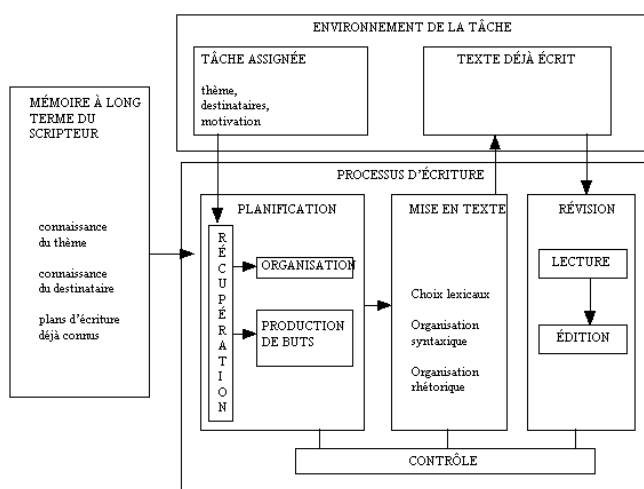 ENVIRONNEMENT DE LA TÂCHE
TÂCHE ASSIGNÉE
thème,
destinataires,
motivation
TEXTE DÉJÀ ÉCRIT
MÉMOIRE À LONG
TERME DU
SCRIPTEUR
connaissance
du thème
connaissance
du destinataire
plans d'écriture
déjà connus
PROCESSUS D'ÉCRITURE
PLANIFICATION
RÉCUPÉRATION
ORGANISATION
PRODUCTION
DE BUTS
MISE EN TEXTE
Choix lexicaux
Organisation
syntaxique
Organisation
rhétorique
RÉVISION
LECTURE
ÉDITION
CONTRÔLE